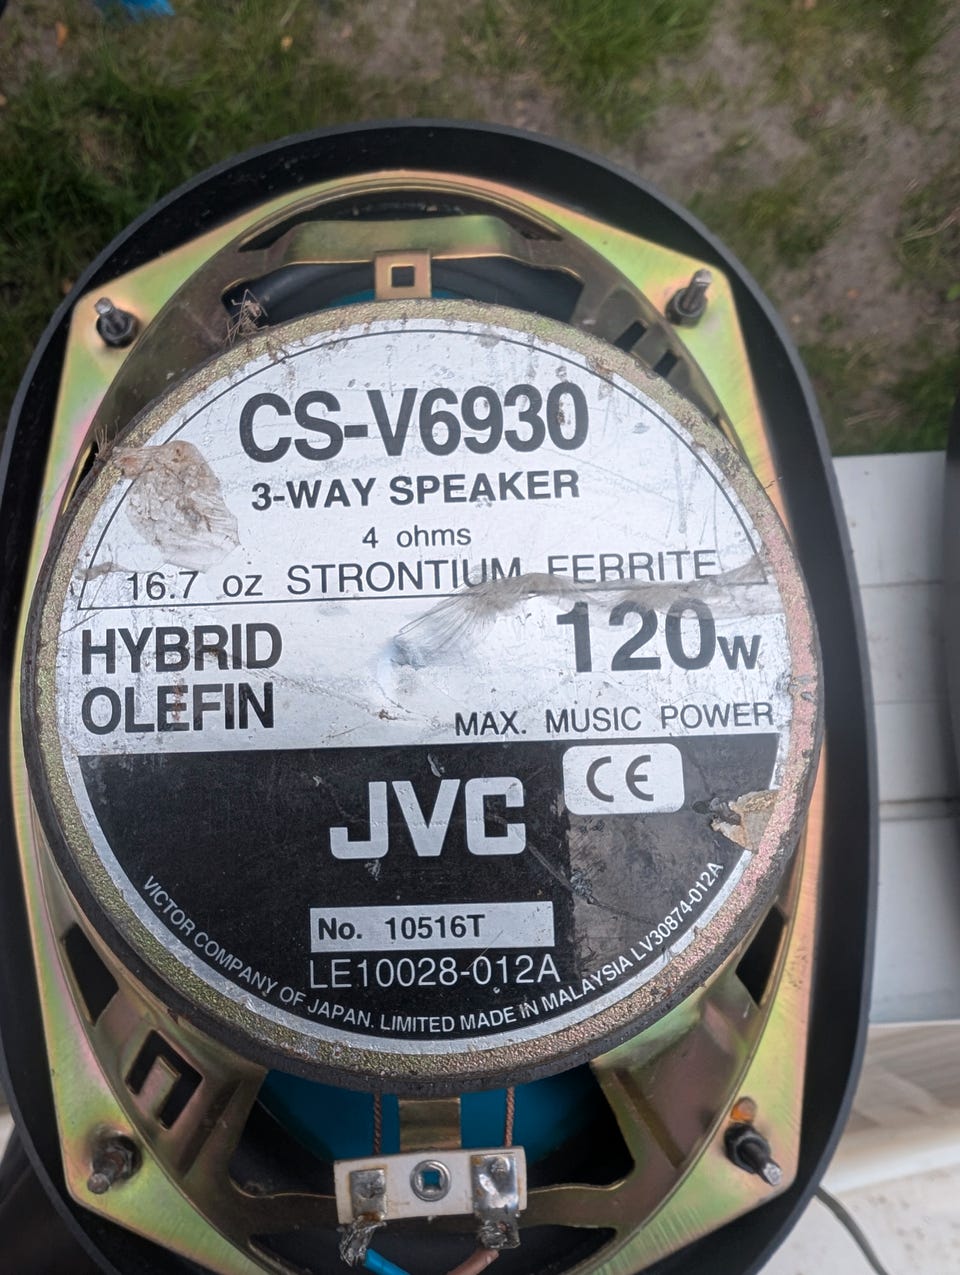 CS-V6930
3-WAY SPEAKER
4 ohms
16.7 oz STRONTIUM FERRITE
HYBRID
OLEFIN
120W
MAX. MUSIC POWER
CE
JVC
No. 10516T
LE10028-012A
VICTOR COMPANY OF JAPAN. LIMITED MADE IN MALAYSIA LV30874-012A